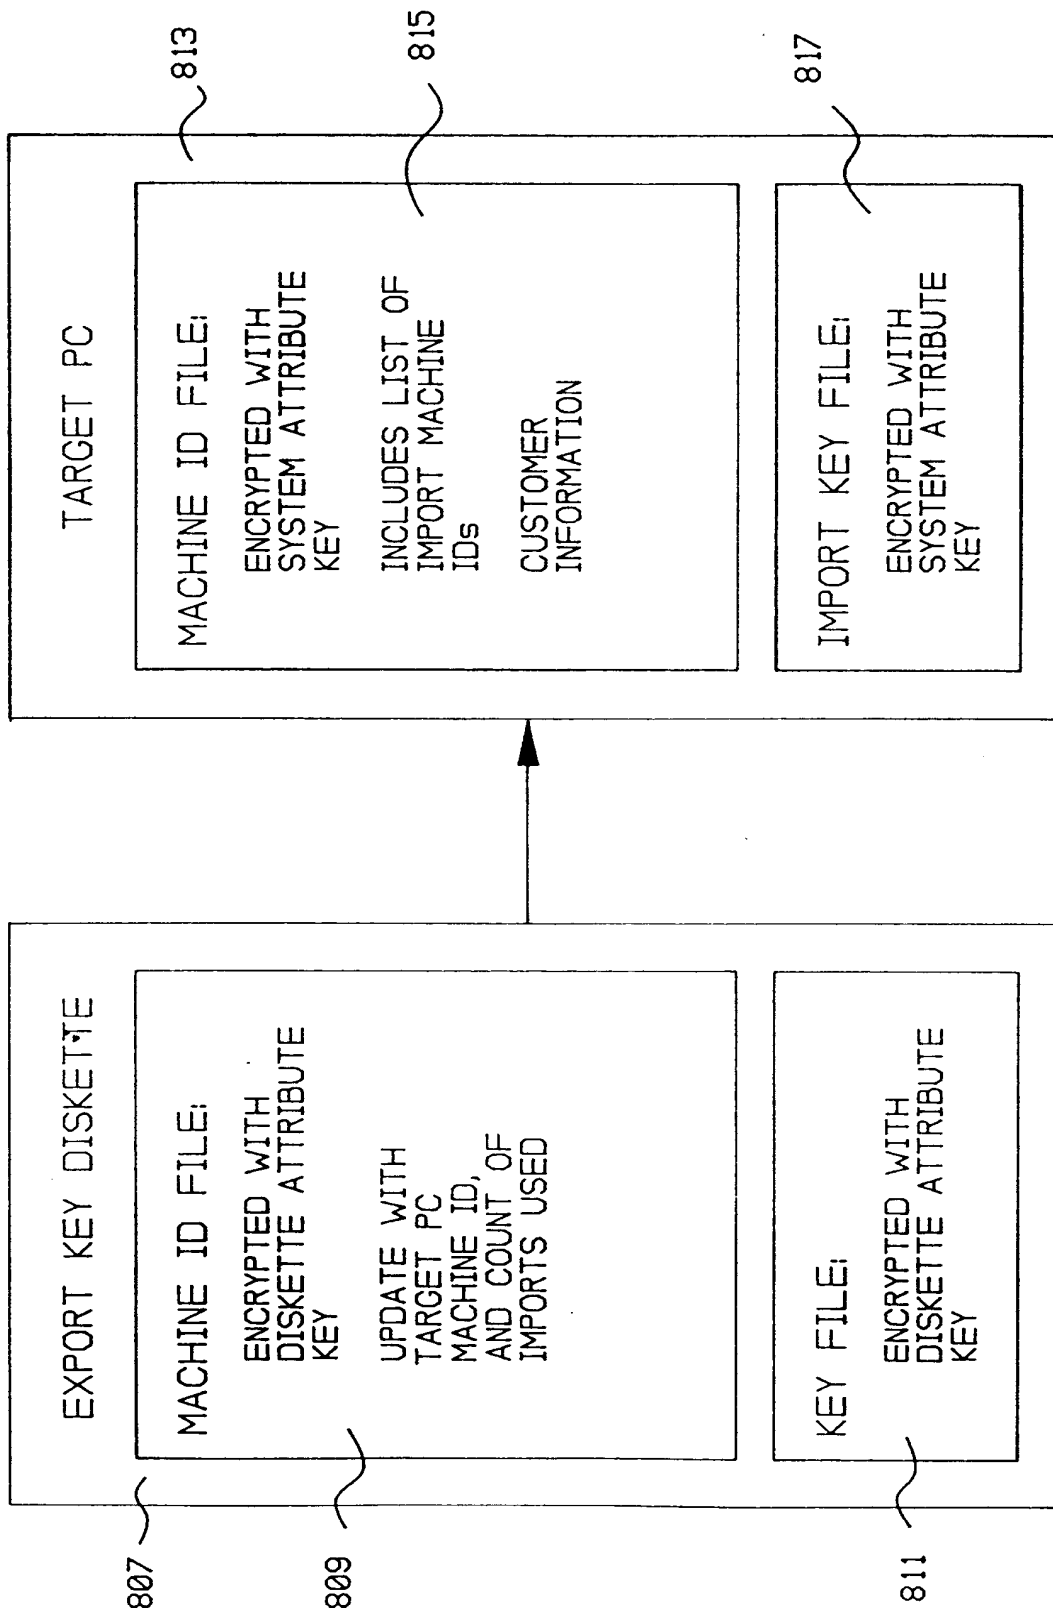 EXPORT KEY DISKETTE
MACHINE ID FILE:
ENCRYPTED WITH
DISKETTE ATTRIBUTE
KEY
UPDATE WITH
TARGET PC
MACHINE ID,
AND COUNT OF
IMPORTS USED
KEY FILE:
ENCRYPTED WITH
DISKETTE ATTRIBUTE
KEY
807
809
811
TARGET PC
MACHINE ID FILE:
ENCRYPTED WITH
SYSTEM ATTRIBUTE
KEY
INCLUDES LIST OF
IMPORT MACHINE
IDs
CUSTOMER
INFORMATION
IMPORT KEY FILE:
ENCRYPTED WITH
SYSTEM ATTRIBUTE
KEY
813
815
817